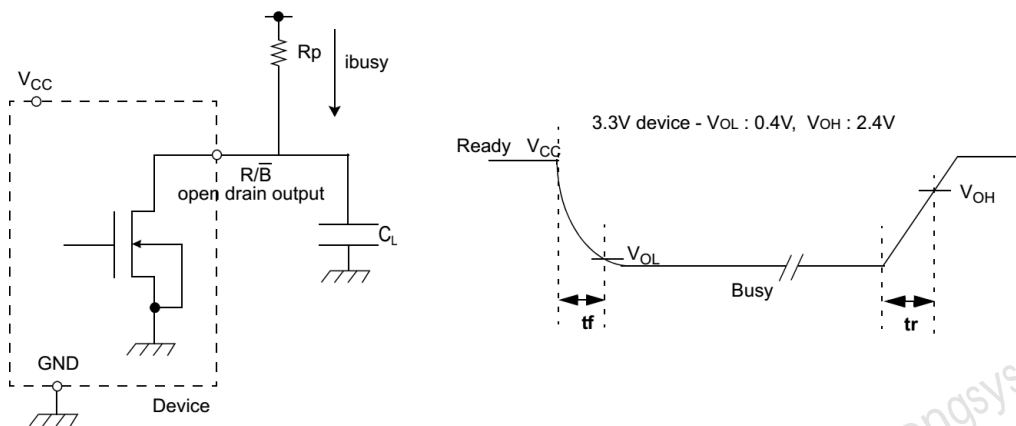 Rp
ibusy
VCC
R/B̅
open drain output
CL
GND
Device
3.3V device - VOL : 0.4V, VOH : 2.4V
Ready VCC
VOH
VOL
Busy
tf
tr